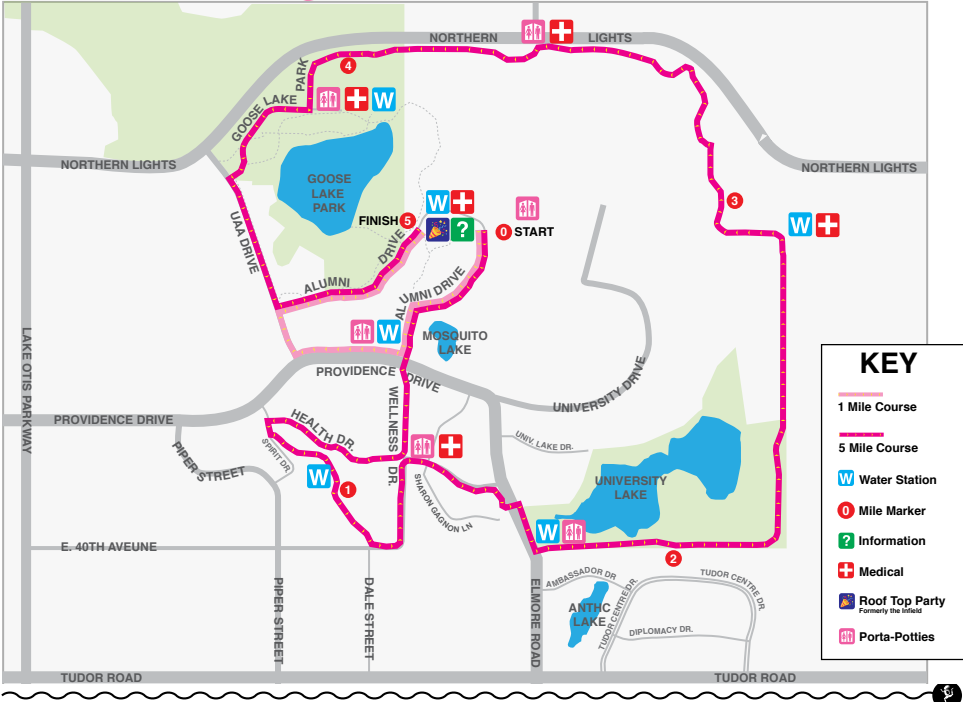 NORTHERN LIGHTS
4
PARK
GOOSE LAKE
W
NORTHERN LIGHTS
NORTHERN LIGHTS
GOOSE
LAKE
PARK
3
W
W
FINISH 5
?
0 START
UAA DRIVE
DRIVE
ALUMNI
ALUMNI DRIVE
W
MOSQUITO
LAKE
LAKE OTIS PARKWAY
PROVIDENCE DRIVE
UNIVERSITY DRIVE
PROVIDENCE DRIVE
HEALTH DR.
WELLNESS DR.
PIPER STREET
SPIRIT DR.
W
1
UNIV. LAKE DR.
SHARON GAGNON LN
UNIVERSITY
LAKE
W
2
E. 40TH AVEUNE
PIPER STREET
DALE STREET
ELMORE ROAD
AMBASSADOR DR
ANTHC
LAKE
TUDOR CENTRE DR.
TUDOR CENTRE DR.
DIPLOMACY DR.
TUDOR ROAD
TUDOR ROAD
KEY
1 Mile Course
5 Mile Course
W Water Station
0 Mile Marker
? Information
Medical
Roof Top Party
Formerly the Infield
Porta-Potties